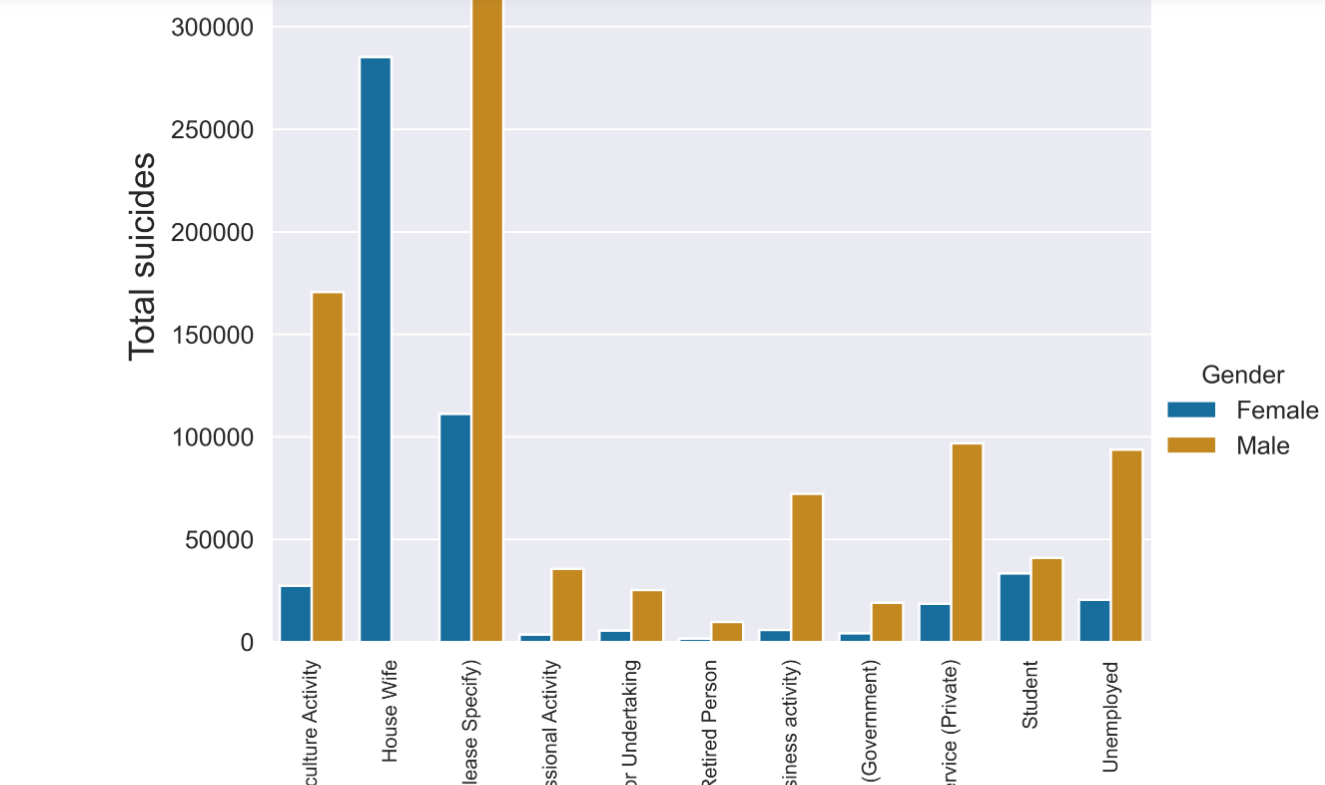 300000
250000
200000
150000
100000
50000
0
Total suicides
culture Activity
House Wife
lease Specify)
ssional Activity
or Undertaking
Retired Person
siness activity)
(Government)
rvice (Private)
Student
Unemployed
Gender
Female
Male